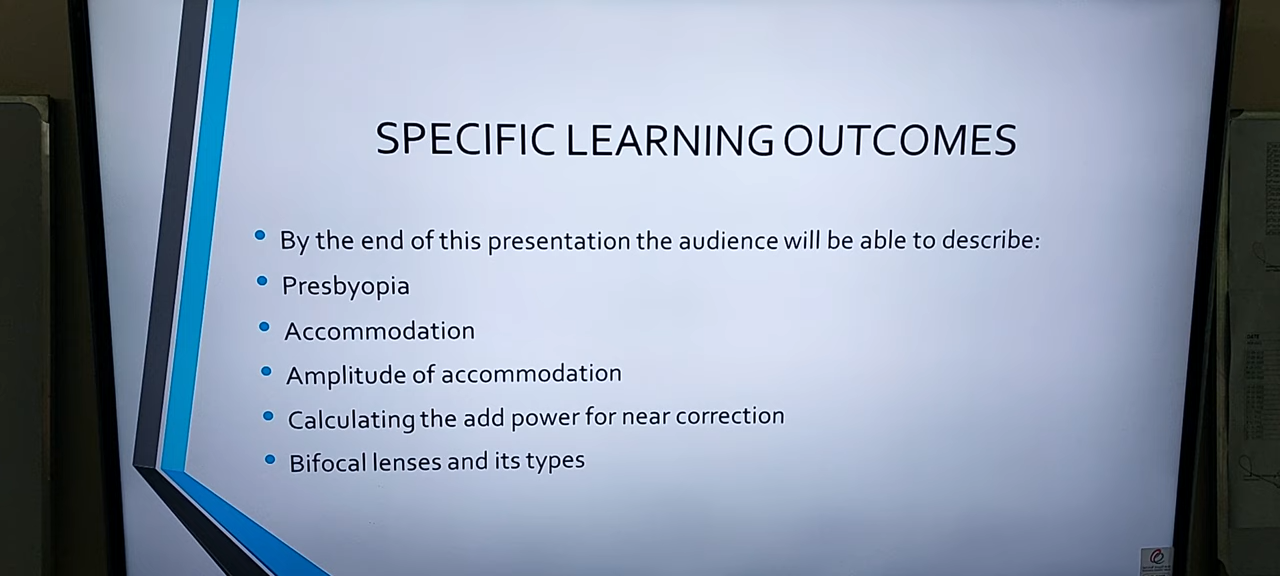 SPECIFIC LEARNING OUTCOMES
By the end of this presentation the audience will be able to describe:
Presbyopia
Accommodation
Amplitude of accommodation
Calculating the add power for near correction
Bifocal lenses and its types